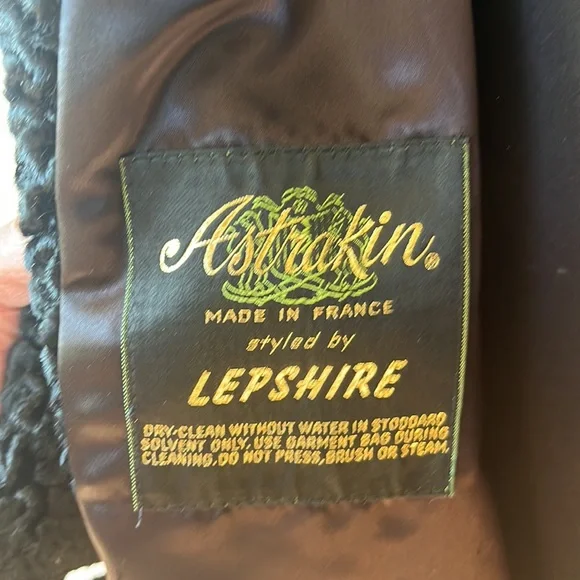 Astrakin®
MADE IN FRANCE
styled by
LEPSHIRE
DRY-CLEAN WITHOUT WATER IN STODDARD
SOLVENT ONLY. USE GARMENT BAG DURING
CLEANING. DO NOT PRESS, BRUSH OR STEAM.